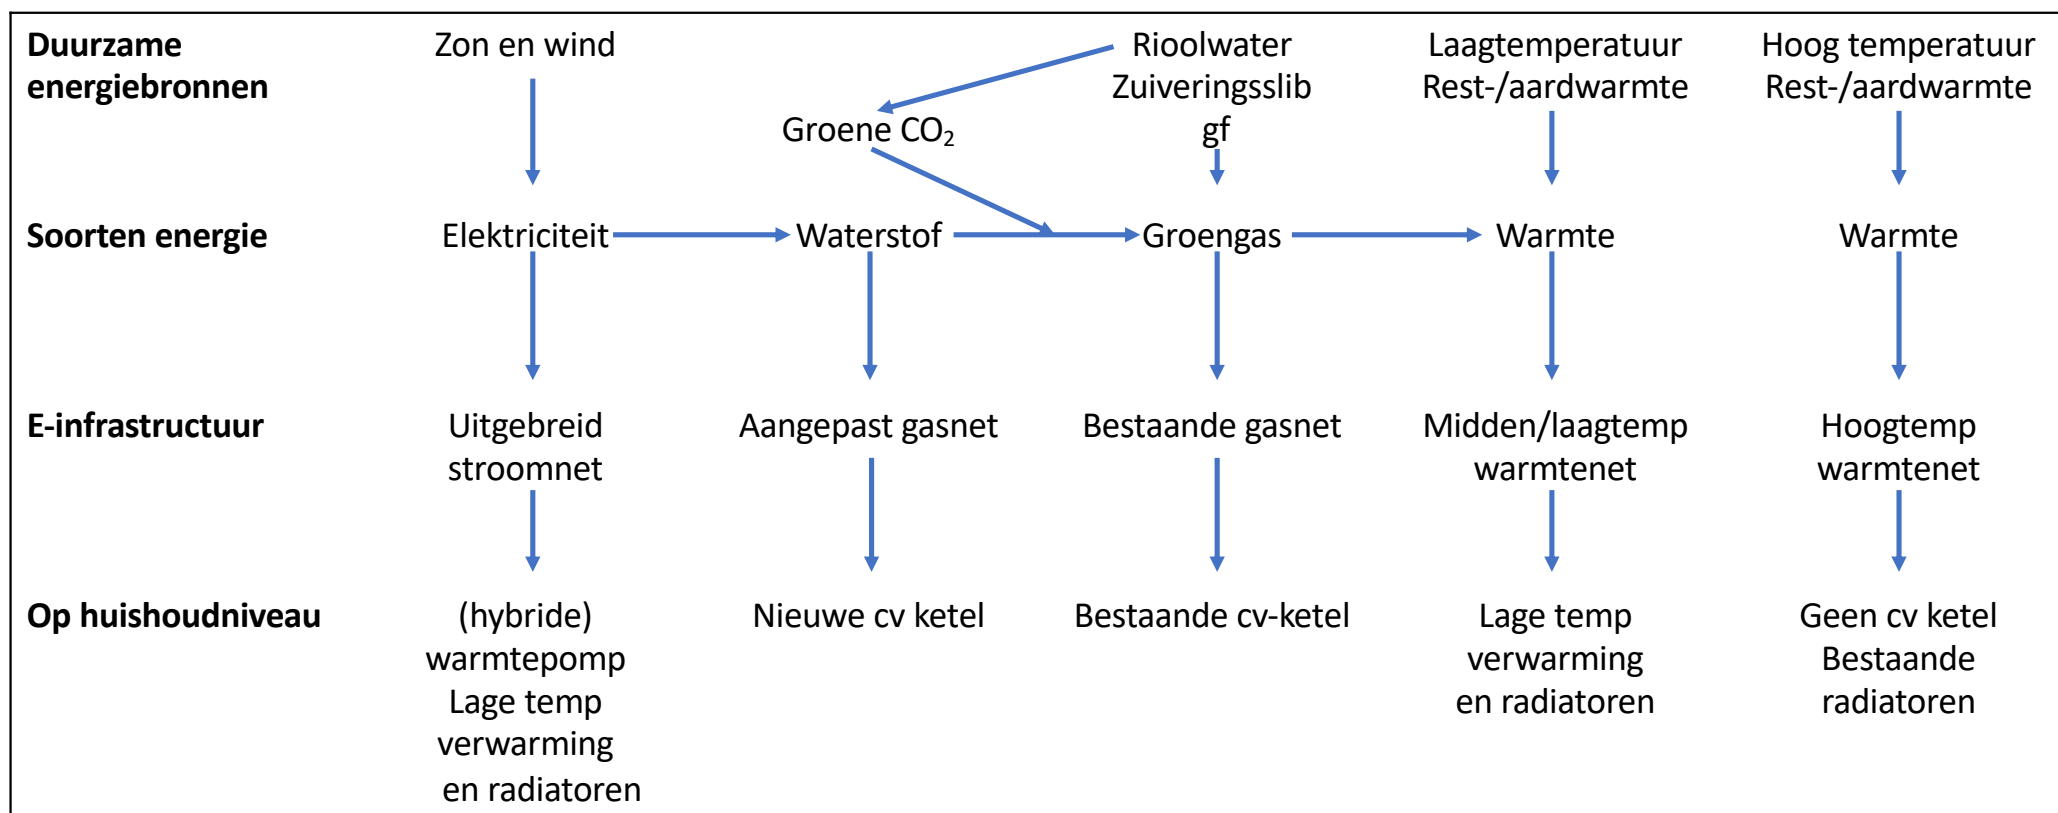 Duurzame
energiebronnen
Zon en wind
Groene CO₂
Rioolwater
Zuiveringsslib
gf
Laagtemperatuur
Rest-/aardwarmte
Hoog temperatuur
Rest-/aardwarmte
Soorten energie
Elektriciteit
Waterstof
Groengas
Warmte
Warmte
E-infrastructuur
Uitgebreid
stroomnet
Aangepast gasnet
Bestaande gasnet
Midden/laagtemp
warmtenet
Hoogtemp
warmtenet
Op huishoudniveau
(hybride)
warmtepomp
Lage temp
verwarming
en radiatoren
Nieuwe cv ketel
Bestaande cv-ketel
Lage temp
verwarming
en radiatoren
Geen cv ketel
Bestaande
radiatoren